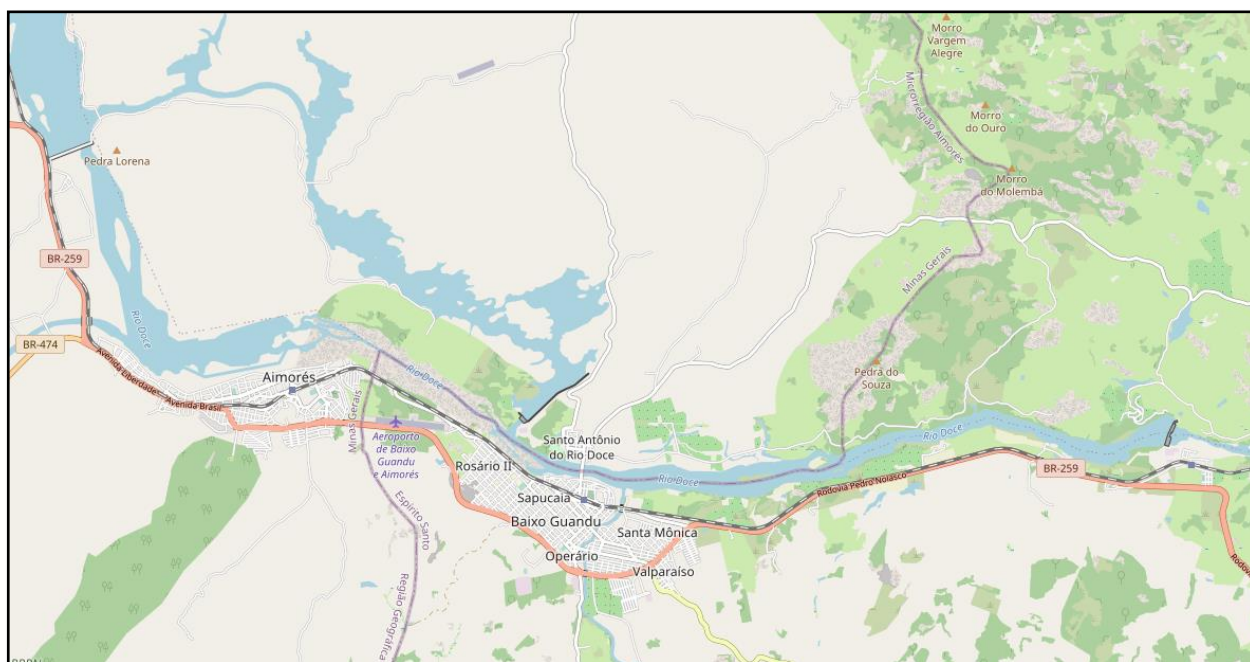 Morro
Vargem
Alegre
Microrregião Aimorés
Morro
do Ouro
Pedra Lorena
Morro
do Molemba
BR-259
Minas Gerais
Rio Doce
BR-474
Avenida Liberdade
Avenida Brasil
Aimorés
Rio Doce
Pedra do
Souza
Minas Gerais
Aeroporto
de Baixo
Guandu
e Aimorés
Santo Antônio
do Rio Doce
Rio Doce
Rosário II
Rio Doce
BR-259
Rodovia Pedro Nolasco
Sapucaia
Baixo Guandu
Espírito Santo
Santa Mônica
Operário
Valparaíso
Região Geográfica
Rodovia